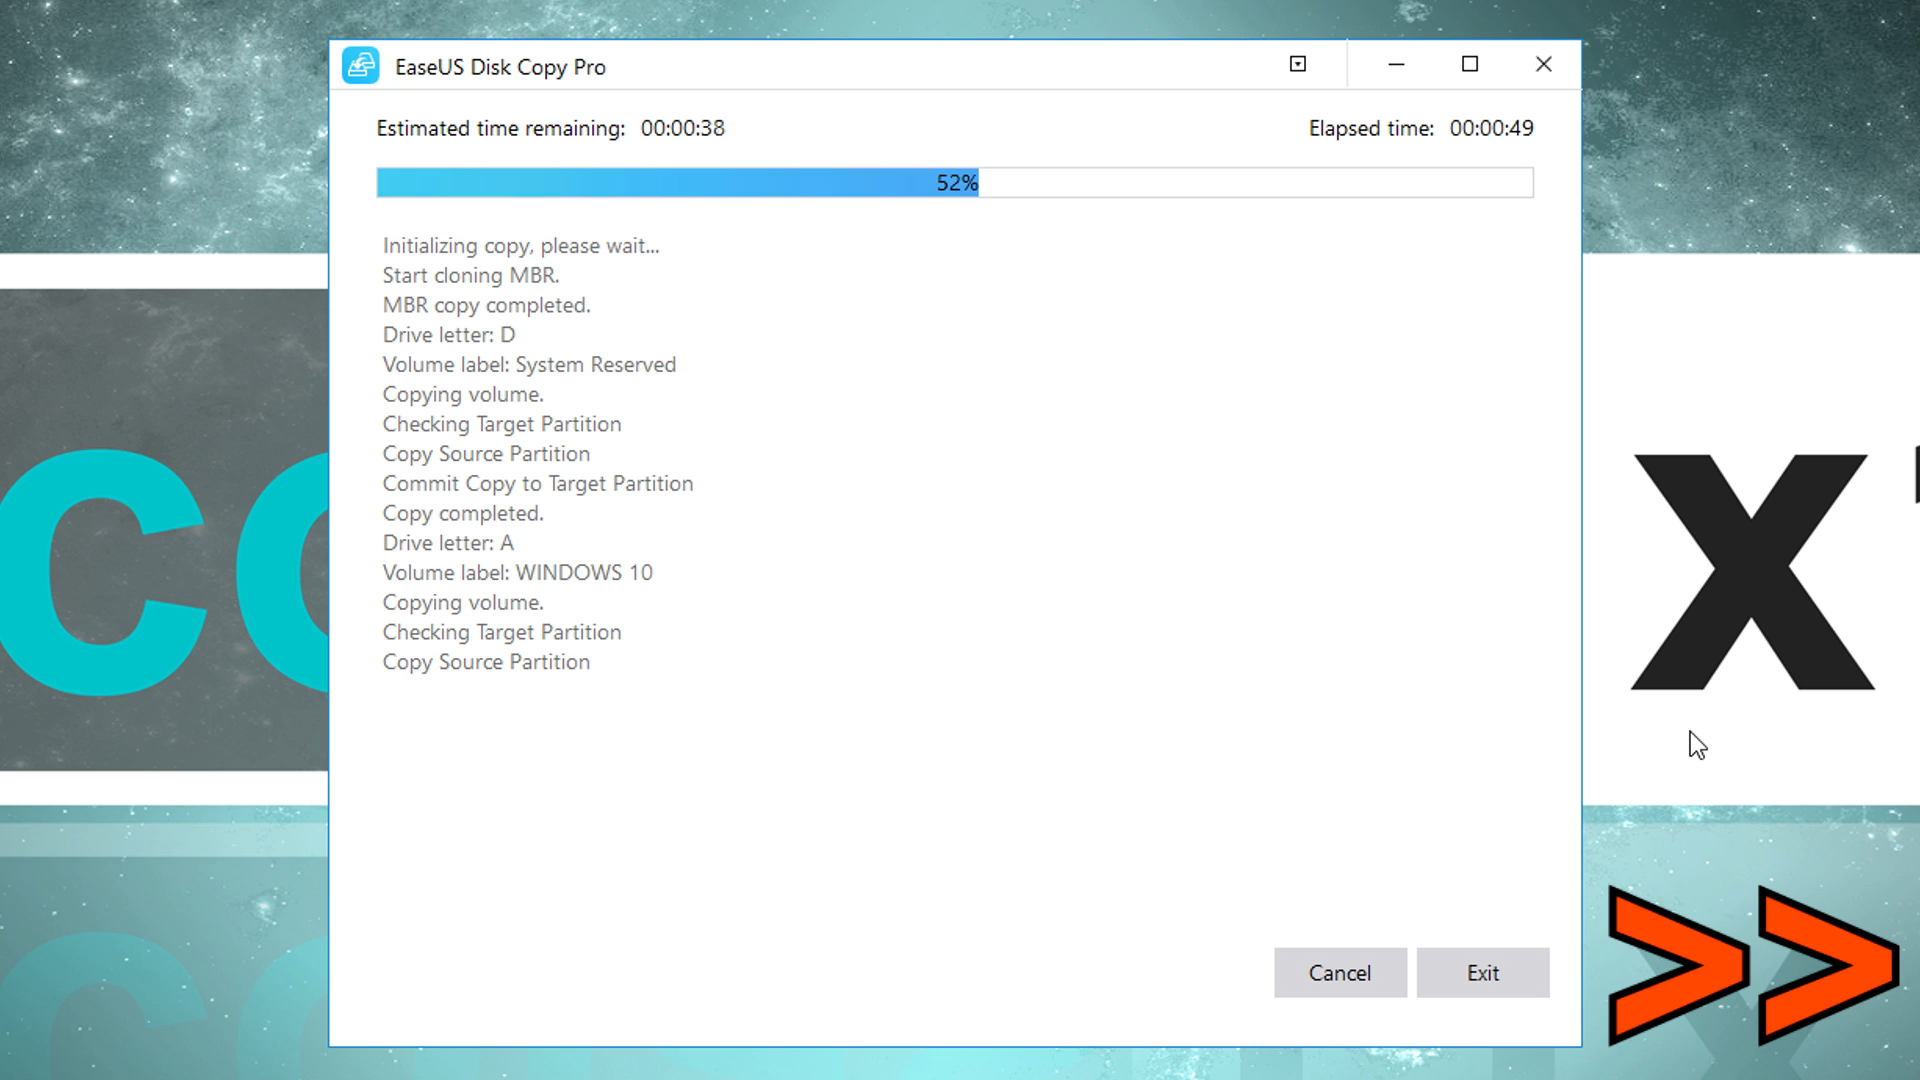 EaseUS Disk Copy Pro
Estimated time remaining: 00:00:38
Elapsed time: 00:00:49
52%
Initializing copy, please wait...
Start cloning MBR.
MBR copy completed.
Drive letter: D
Volume label: System Reserved
Copying volume.
Checking Target Partition
Copy Source Partition
Commit Copy to Target Partition
Copy completed.
Drive letter: A
Volume label: WINDOWS 10
Copying volume.
Checking Target Partition
Copy Source Partition
Cancel
Exit
>>